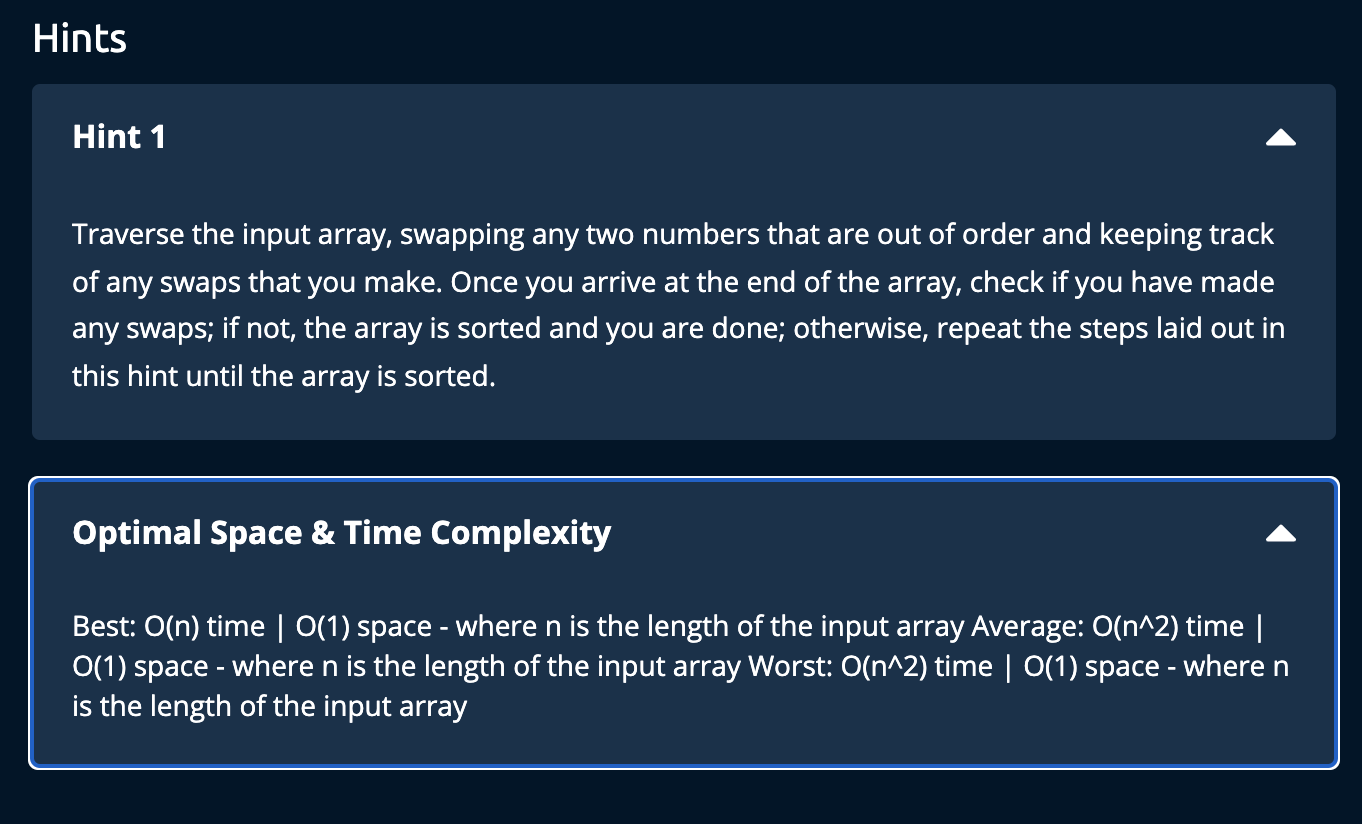 Hints
Hint 1
Traverse the input array, swapping any two numbers that are out of order and keeping track
of any swaps that you make. Once you arrive at the end of the array, check if you have made
any swaps; if not, the array is sorted and you are done; otherwise, repeat the steps laid out in
this hint until the array is sorted.
Optimal Space & Time Complexity
Best: O(n) time | O(1) space - where n is the length of the input array Average: O(n^2) time |
O(1) space - where n is the length of the input array Worst: O(n^2) time | O(1) space - where n
is the length of the input array